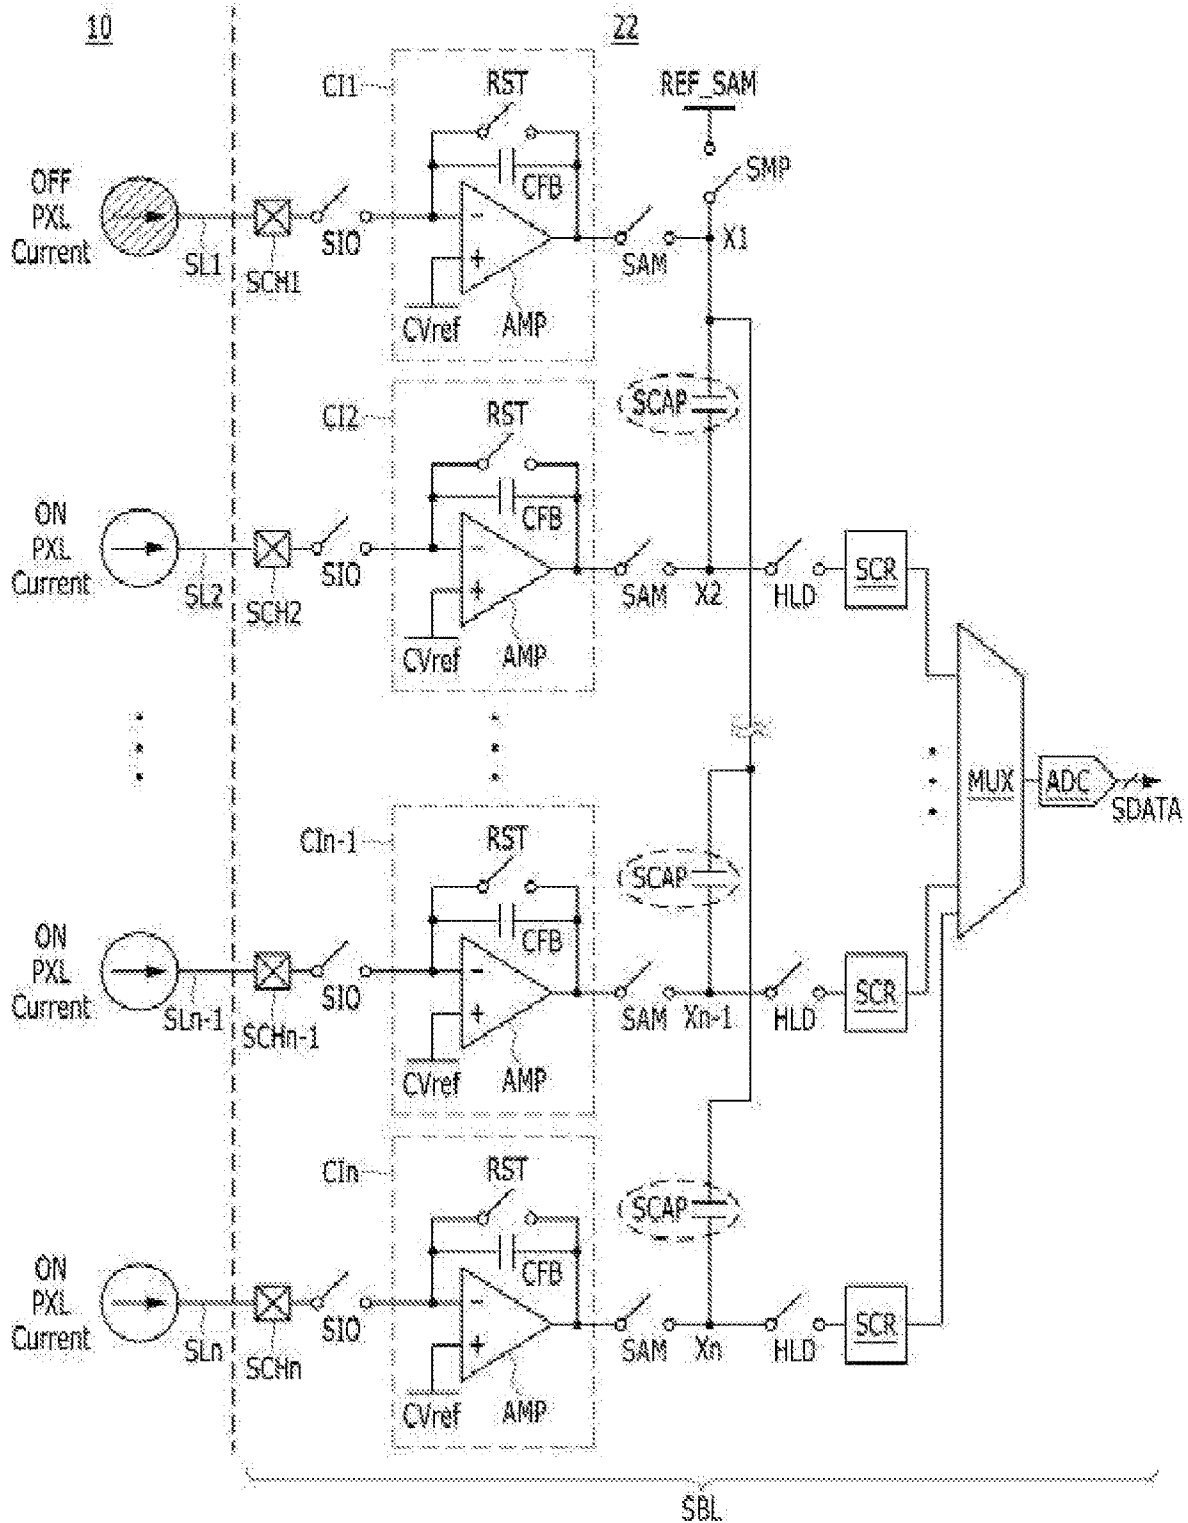 10
22
CI1
RST
REF_SAM
CFB
SMP
OFF
PXL
Current
SL1
SCH1
SIO
-
+
CVref
AMP
SAM
X1
SCAP
CI2
RST
CFB
ON
PXL
Current
SL2
SCH2
SIO
-
+
CVref
AMP
SAM
X2
HLD
SCR
MUX
ADC
SDATA
CIn-1
RST
SCAP
CFB
ON
PXL
Current
SLn-1
SCHn-1
SIO
-
+
CVref
AMP
SAM
Xn-1
HLD
SCR
CIn
RST
SCAP
CFB
ON
PXL
Current
SLn
SCHn
SIO
-
+
CVref
AMP
SAM
Xn
HLD
SCR
SBL